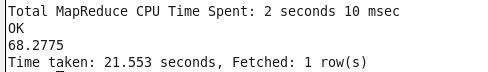 Total MapReduce CPU Time Spent: 2 seconds 10 msec
OK
68.2775
Time taken: 21.553 seconds, Fetched: 1 row(s)